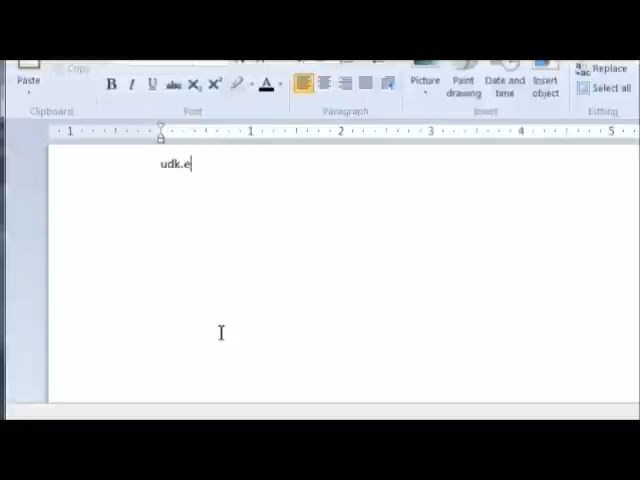 Copy
Replace
Paste
B I U abc X₂ X² A
Picture Paint drawing Date and time Insert object
Select all
Clipboard Font Paragraph Insert Editing
1 1 2 3 4 5
udk.e